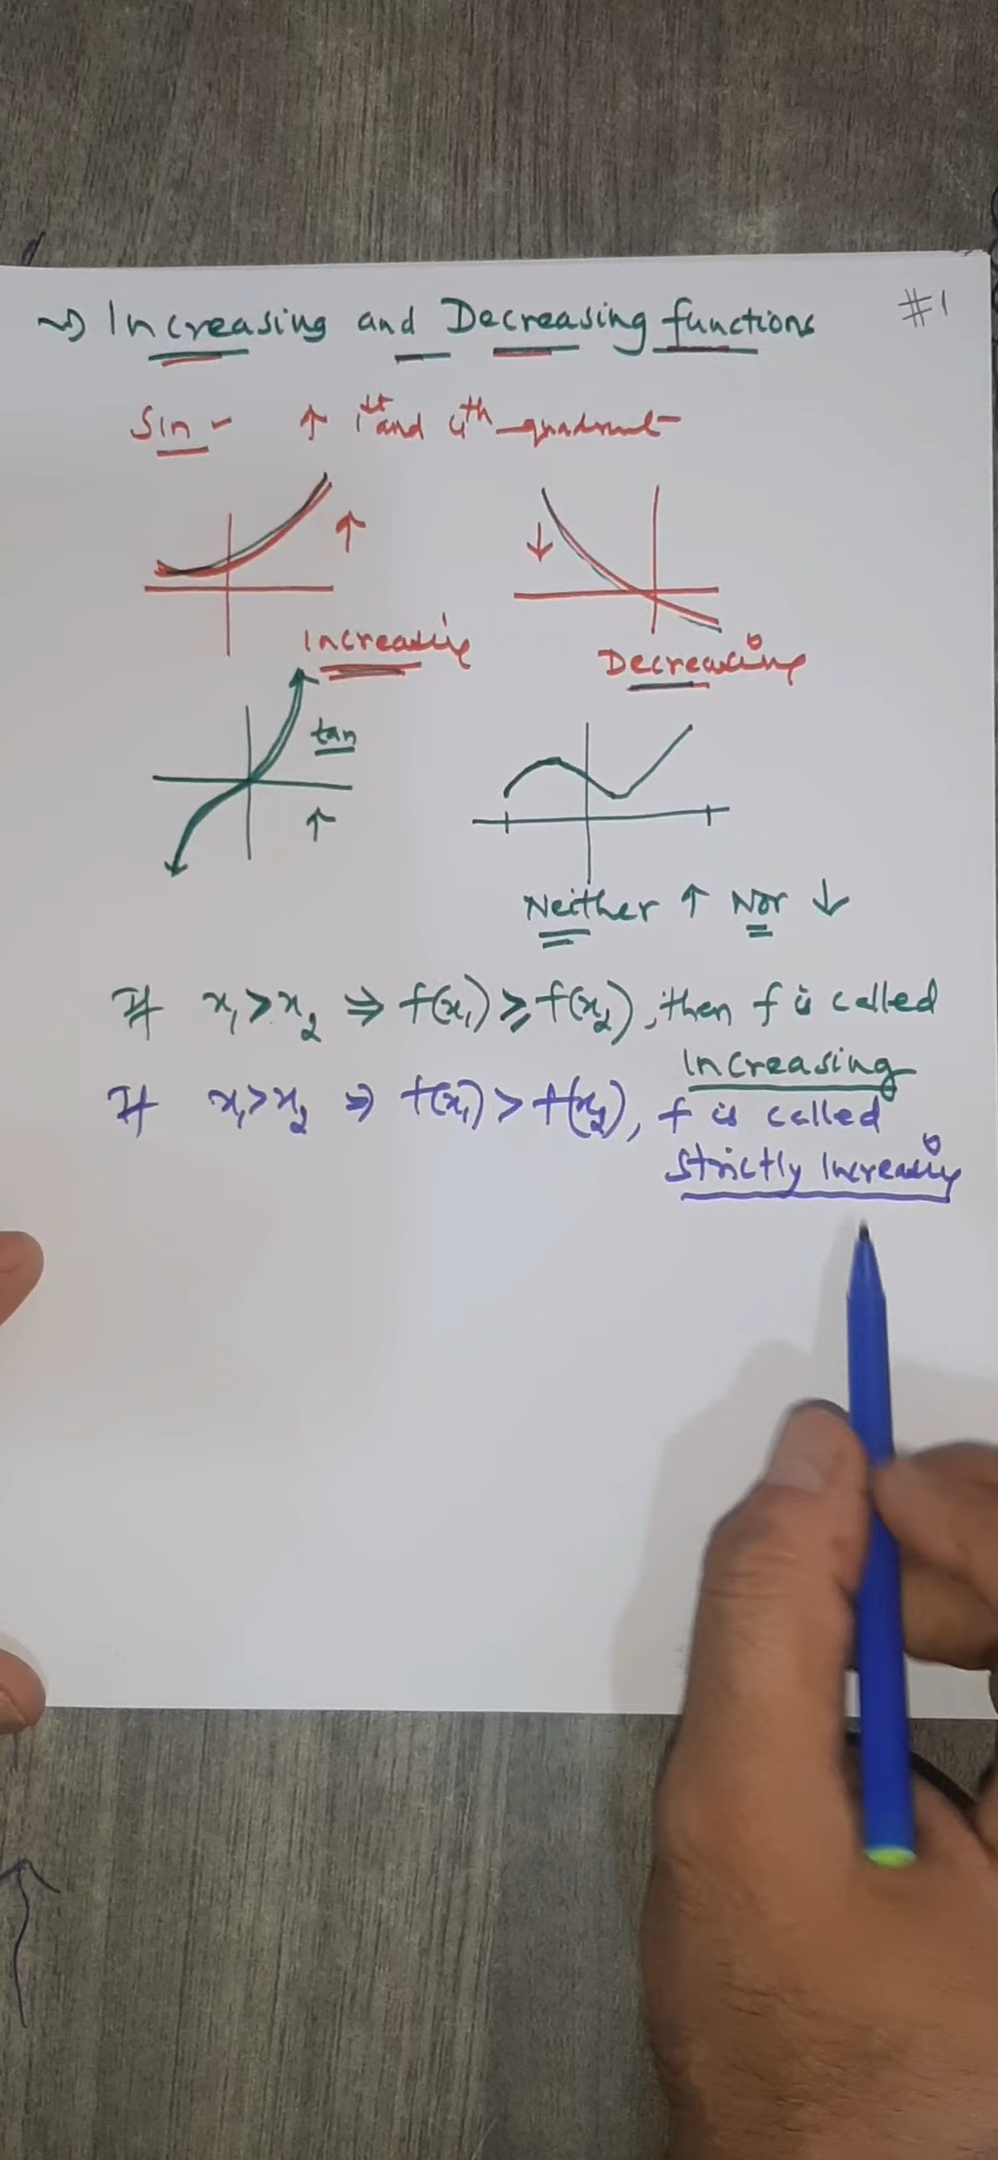 ~> Increasing and Decreasing functions #1
Sin – ↑ 1st and 4th quadrant
↑
↓
Increasing
Decreasing
tan
↑
Neither ↑ Nor ↓
If x₁>x₂ ⇒ f(x₁) ≥ f(x₂), then f is called
Increasing
If x₁>x₂ ⇒ f(x₁) > f(x₂), f is called
Strictly Increasing